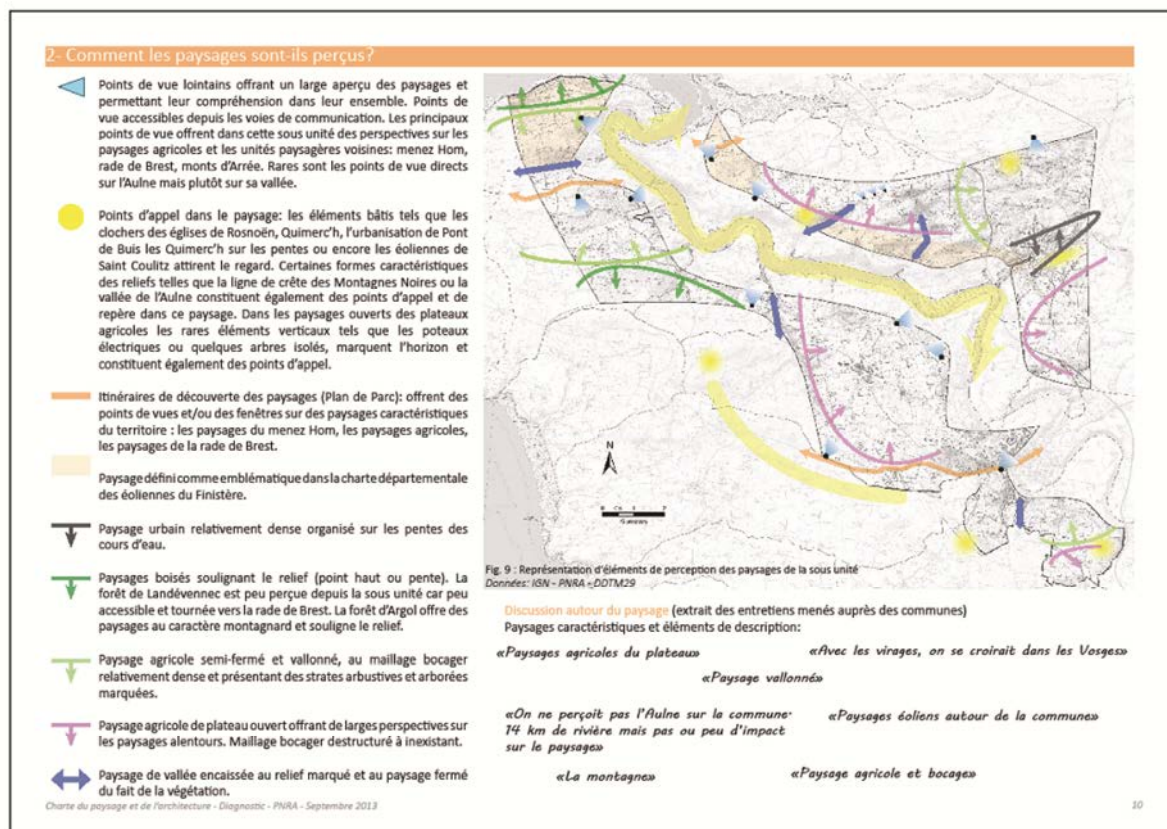 2- Comment les paysages sont-ils perçus?
Points de vue lointains offrant un large aperçu des paysages et
permettant leur compréhension dans leur ensemble. Points de
vue accessibles depuis les voies de communication. Les principaux
points de vue offrent dans cette sous unité des perspectives sur les
paysages agricoles et les unités paysagères voisines: menez Hom,
rade de Brest, monts d'Arrée. Rares sont les points de vue directs
sur l'Aulne mais plutôt sur sa vallée.
Points d'appel dans le paysage: les éléments bâtis tels que les
clochers des églises de Rosnoën, Quimerc'h, l'urbanisation de Pont
de Buis les Quimerc'h sur les pentes ou encore les éoliennes de
Saint Coulitz attirent le regard. Certaines formes caractéristiques
des reliefs telles que la ligne de crête des Montagnes Noires ou la
vallée de l'Aulne constituent également des points d'appel et de
repère dans ce paysage. Dans les paysages ouverts des plateaux
agricoles les rares éléments verticaux tels que les poteaux
électriques ou quelques arbres isolés, marquent l'horizon et
constituent également des points d'appel.
Itinéraires de découverte des paysages (Plan de Parc): offrent des
points de vues et/ou des fenêtres sur des paysages caractéristiques
du territoire : les paysages du menez Hom, les paysages agricoles,
les paysages de la rade de Brest.
Paysage défini comme emblématique dans la charte départementale
des éoliennes du Finistère.
Paysage urbain relativement dense organisé sur les pentes des
cours d'eau.
Paysages boisés soulignant le relief (point haut ou pente). La
forêt de Landévennec est peu perçue depuis la sous unité car peu
accessible et tournée vers la rade de Brest. La forêt d'Argol offre des
paysages au caractère montagnard et souligne le relief.
Paysage agricole semi-fermé et vallonné, au maillage bocager
relativement dense et présentant des strates arbustives et arborées
marquées.
Paysage agricole de plateau ouvert offrant de larges perspectives sur
les paysages alentours. Maillage bocager destructuré à inexistant.
Paysage de vallée encaissée au relief marqué et au paysage fermé
du fait de la végétation.
N
Fig. 9 : Représentation d'éléments de perception des paysages de la sous unité
Données: IGN - PNRA - DDTM29
Discussion autour du paysage (extrait des entretiens menés auprès des communes)
Paysages caractéristiques et éléments de description:
«Paysages agricoles du plateau»
«Avec les virages, on se croirait dans les Vosges»
«Paysage vallonné»
«On ne perçoit pas l'Aulne sur la commune·
14 km de rivière mais pas ou peu d'impact
sur le paysage»
«Paysages éoliens autour de la commune»
«La montagne»
«Paysage agricole et bocage»
Charte du paysage et de l'architecture - Diagnostic - PNRA - Septembre 2013
10